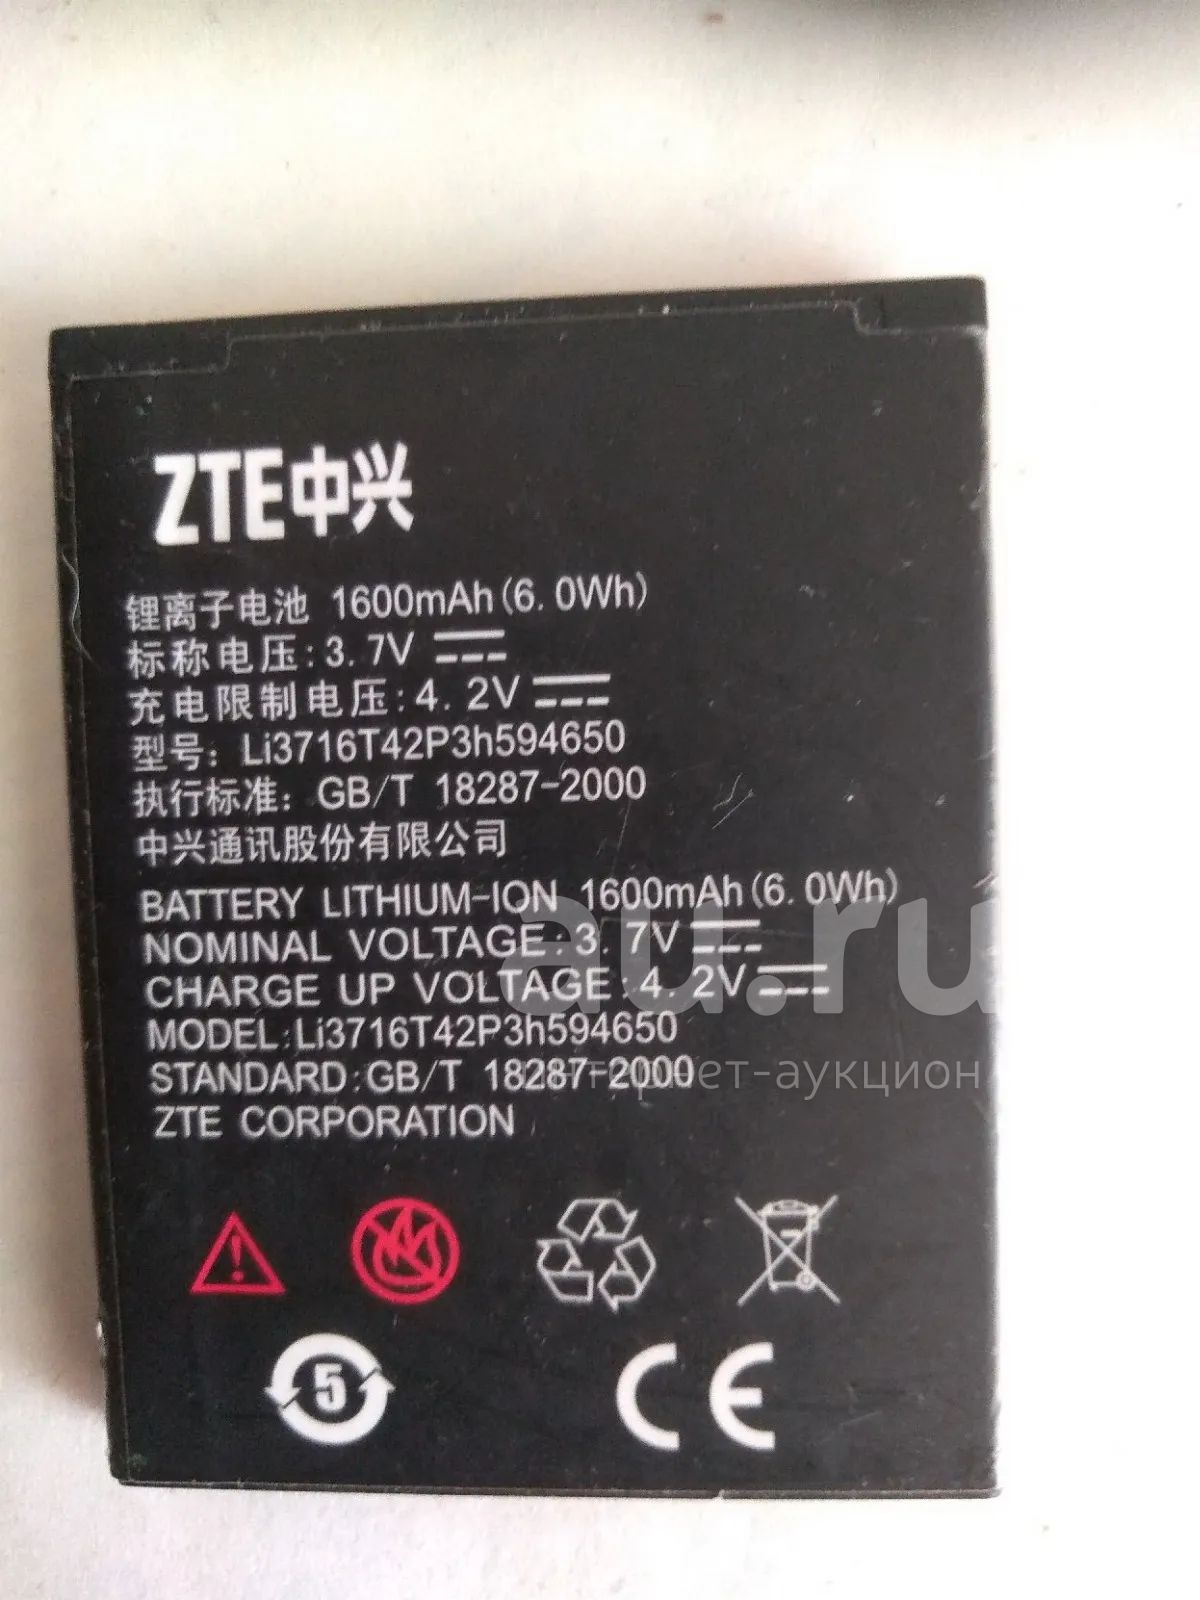 ZTE中兴
锂离子电池 1600mAh(6.0Wh)
标称电压:3.7V
充电限制电压:4.2V
型号: Li3716T42P3h594650
执行标准: GB/T 18287-2000
中兴通讯股份有限公司
BATTERY LITHIUM-ION 1600mAh(6.0Wh)
NOMINAL VOLTAGE:3.7V
CHARGE UP VOLTAGE:4.2V
MODEL:Li3716T42P3h594650
STANDARD:GB/T 18287-2000
ZTE CORPORATION
5
CE
au.ru
интернет-аукцион